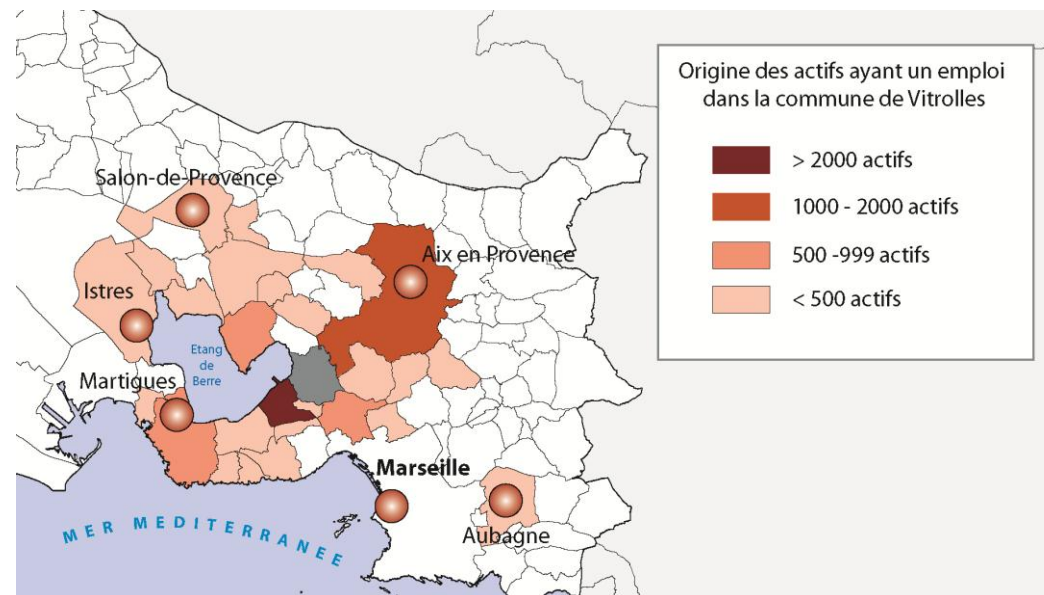 Origine des actifs ayant un emploi
dans la commune de Vitrolles
> 2000 actifs
1000 - 2000 actifs
500 -999 actifs
< 500 actifs
Salon-de-Provence
Aix en Provence
Istres
Etang
de
Berre
Martigues
Marseille
Aubagne
MER MEDITERRANEE